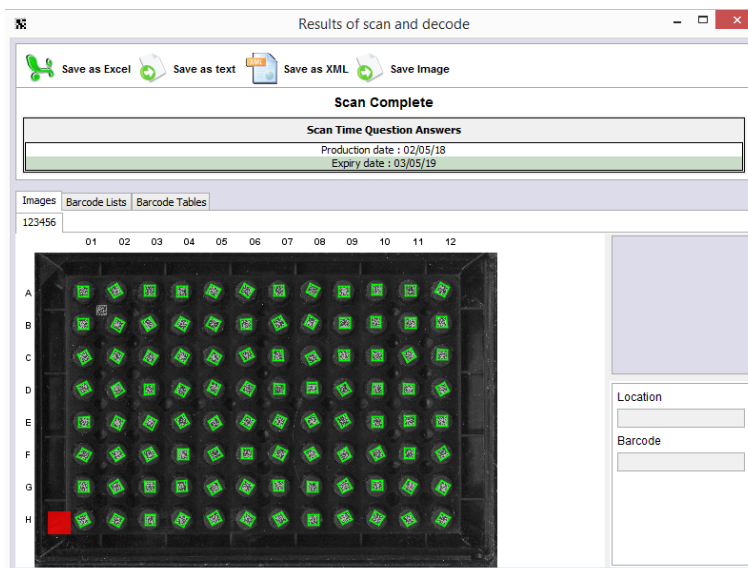 Results of scan and decode
Save as Excel Save as text XML Save as XML Save Image
Scan Complete
Scan Time Question Answers
Production date : 02/05/18
Expiry date : 03/05/19
Images Barcode Lists Barcode Tables
123456
01 02 03 04 05 06 07 08 09 10 11 12
A
B
C
D
E
F
G
H
Location
Barcode